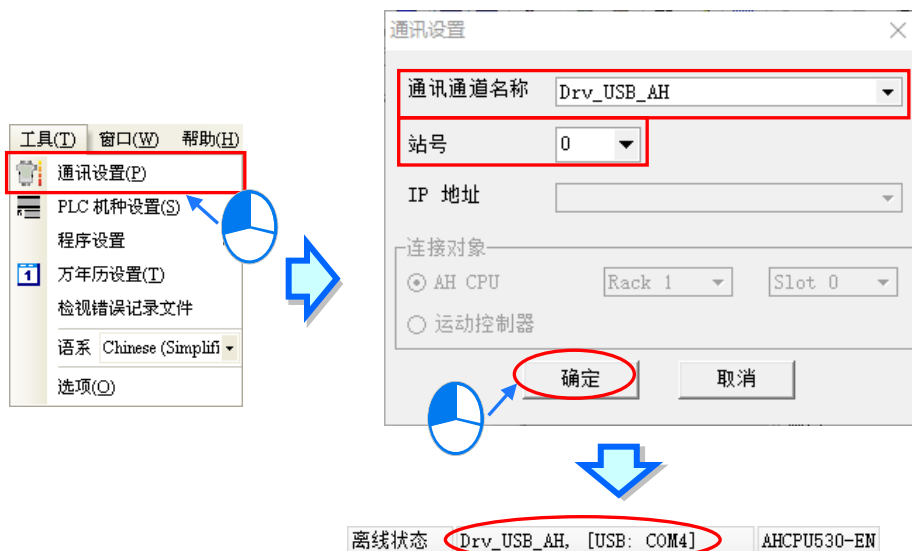 工具(T) 窗口(W) 帮助(H)
通讯设置(P)
PLC 机种设置(S)
程序设置
1 万年历设置(T)
检视错误记录文件
语系 Chinese (Simplifi
选项(O)
通讯设置
通讯通道名称 Drv_USB_AH
站号 0
IP 地址
连接对象
AH CPU Rack 1 Slot 0
运动控制器
确定 取消
离线状态 Drv_USB_AH, [USB: COM4] AHCPU530-EN